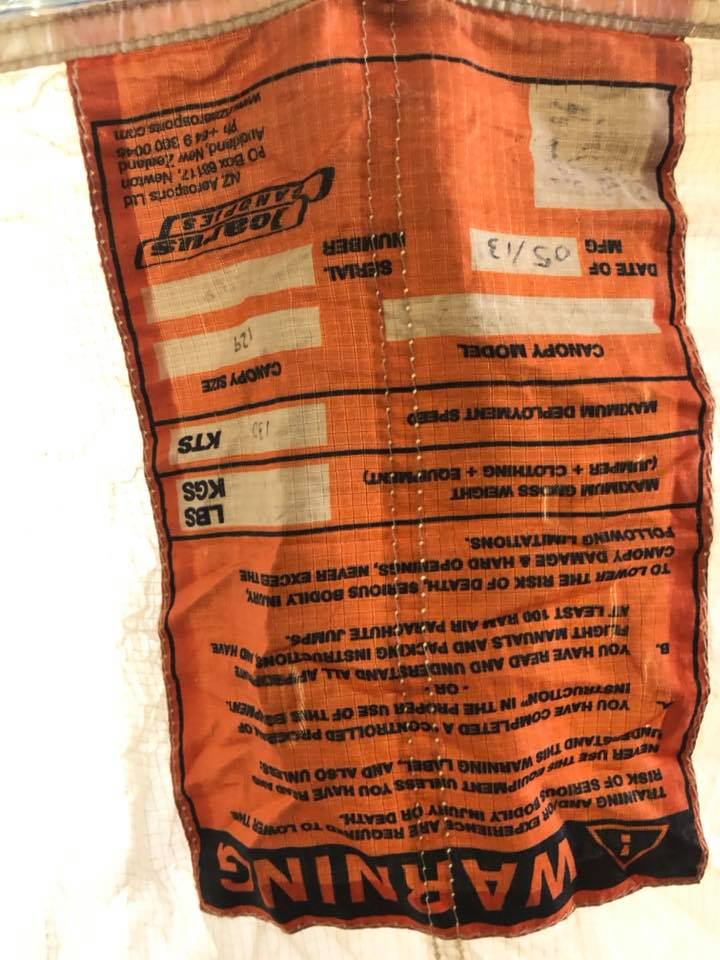 WARNING
TRAINING AND/OR EXPERIENCE ARE REQUIRED TO LOWER THE
RISK OF SERIOUS BODILY INJURY OR DEATH.
NEVER USE THIS EQUIPMENT UNLESS YOU HAVE READ AND
UNDERSTAND THIS WARNING LABEL, AND ALSO UNLESS:
A. YOU HAVE COMPLETED A "CONTROLLED PROGRAM OF
INSTRUCTION" IN THE PROPER USE OF THIS EQUIPMENT.
- OR -
B. YOU HAVE READ AND UNDERSTAND ALL APPROPRIATE
FLIGHT MANUALS AND PACKING INSTRUCTIONS AND HAVE
AT LEAST 100 RAM AIR PARACHUTE JUMPS.
TO LOWER THE RISK OF DEATH, SERIOUS BODILY INJURY,
CANOPY DAMAGE & HARD OPENINGS, NEVER EXCEED THE
FOLLOWING LIMITATIONS.
MAXIMUM GROSS WEIGHT
(JUMPER + CLOTHING + EQUIPMENT)
LBS
KGS
MAXIMUM DEPLOYMENT SPEED
KTS
CANOPY MODEL
CANOPY SIZE
129
DATE OF
MFG
05/13
SERIAL
NUMBER
Icarus
CANOPIES
NZ Aerosports Ltd
PO Box 68117, Newton
Auckland, New Zealand
Ph +64 9 360 0046
www.nzaerosports.com